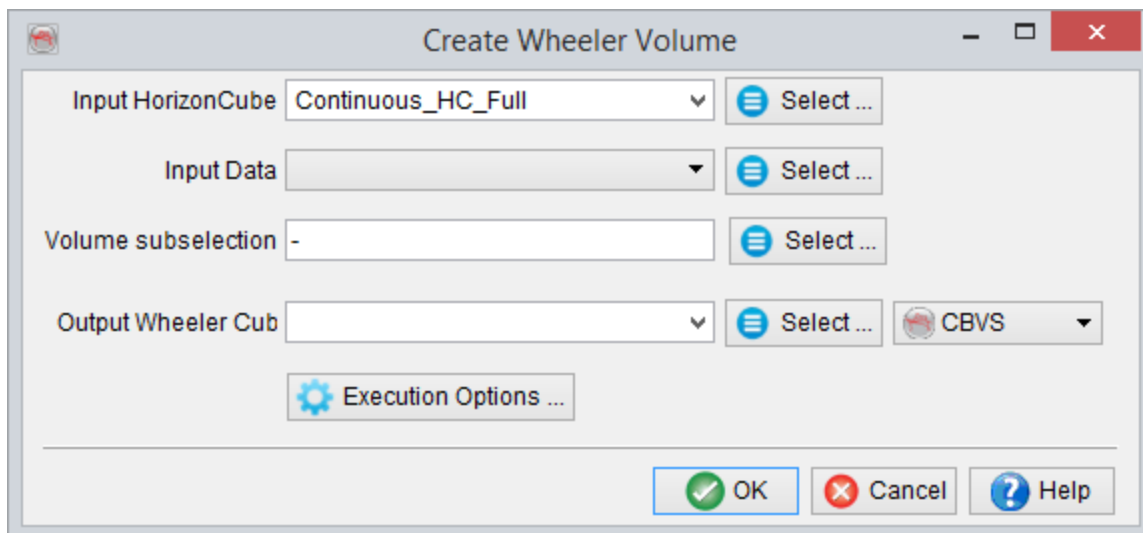 Create Wheeler Volume
Input HorizonCube Continuous_HC_Full Select ...
Input Data Select ...
Volume subselection - Select ...
Output Wheeler Cub Select ... CBVS
Execution Options ...
OK Cancel Help